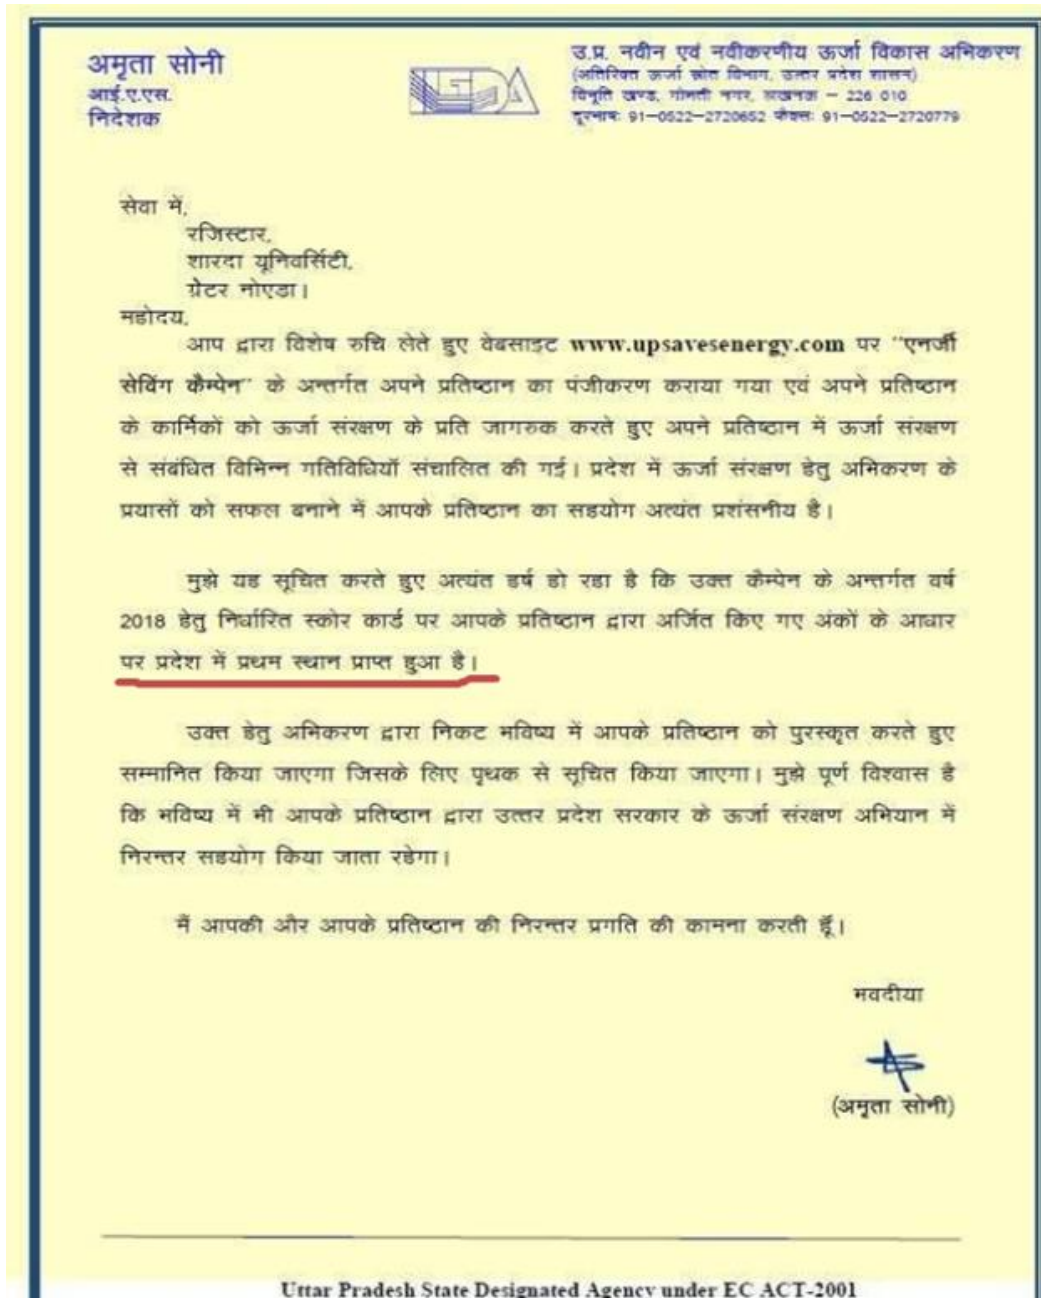 अमृता सोनी
आई.ए.एस.
निदेशक
उ.प्र. नवीन एवं नवीकरणीय ऊर्जा विकास अभिकरण
(अतिरिक्त ऊर्जा स्रोत विभाग, उत्तर प्रदेश शासन)
विभूति खण्ड, गोमती नगर, लखनऊ – 226 010
दूरभाषः 91–0522–2720652 फैक्सः 91–0522–2720779
सेवा में,
रजिस्टार,
शारदा यूनिवर्सिटी,
ग्रेटर नोएडा।
महोदय,
आप द्वारा विशेष रुचि लेते हुए वेबसाइट www.upsavesenergy.com पर "एनर्जी
सेविंग कैम्पेन" के अन्तर्गत अपने प्रतिष्ठान का पंजीकरण कराया गया एवं अपने प्रतिष्ठान
के कार्मिकों को ऊर्जा संरक्षण के प्रति जागरुक करते हुए अपने प्रतिष्ठान में ऊर्जा संरक्षण
से संबंधित विभिन्न गतिविधियॉ संचालित की गई। प्रदेश में ऊर्जा संरक्षण हेतु अभिकरण के
प्रयासों को सफल बनाने में आपके प्रतिष्ठान का सहयोग अत्यंत प्रशंसनीय है।
मुझे यह सूचित करते हुए अत्यंत हर्ष हो रहा है कि उक्त कैम्पेन के अन्तर्गत वर्ष
2018 हेतु निर्धारित स्कोर कार्ड पर आपके प्रतिष्ठान द्वारा अर्जित किए गए अंकों के आधार
पर प्रदेश में प्रथम स्थान प्राप्त हुआ है।
उक्त हेतु अभिकरण द्वारा निकट भविष्य में आपके प्रतिष्ठान को पुरस्कृत करते हुए
सम्मानित किया जाएगा जिसके लिए पृथक से सूचित किया जाएगा। मुझे पूर्ण विश्वास है
कि भविष्य में भी आपके प्रतिष्ठान द्वारा उत्तर प्रदेश सरकार के ऊर्जा संरक्षण अभियान में
निरन्तर सहयोग किया जाता रहेगा।
मैं आपकी और आपके प्रतिष्ठान की निरन्तर प्रगति की कामना करती हूँ।
भवदीया
(अमृता सोनी)
Uttar Pradesh State Designated Agency under EC ACT-2001